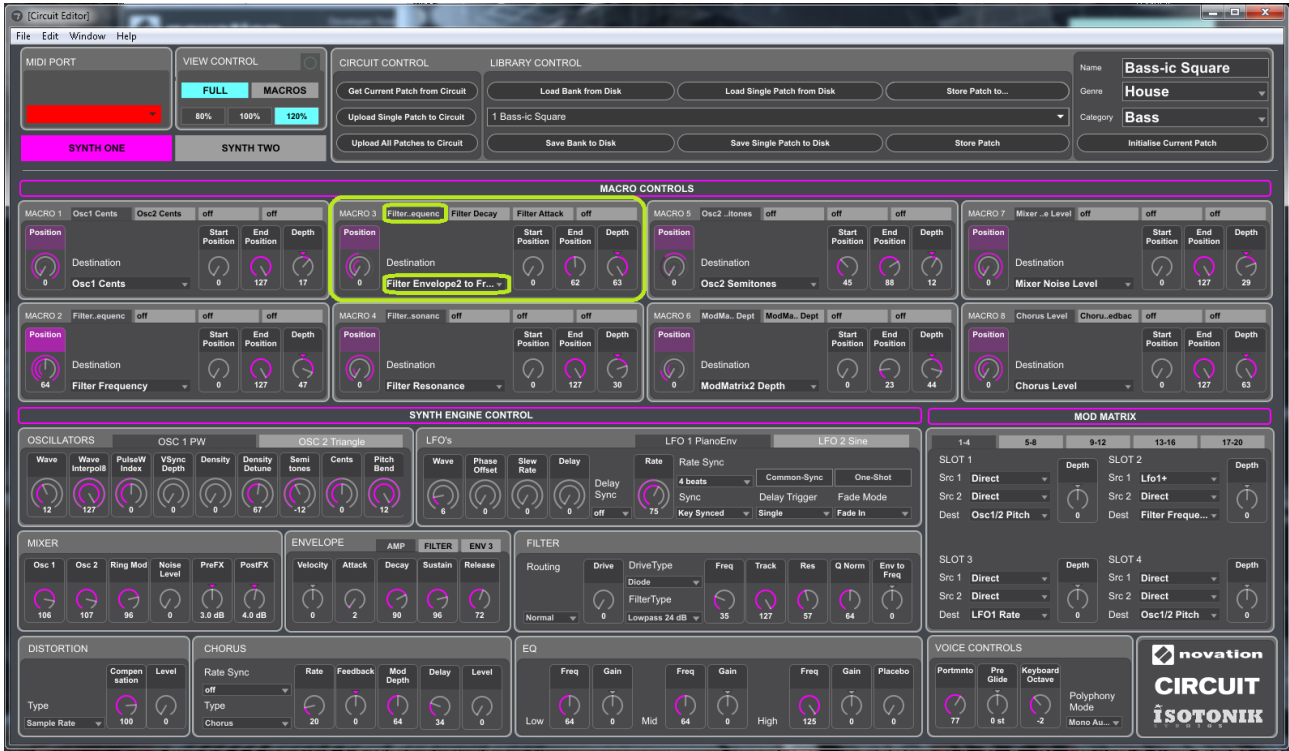 [Circuit Editor]
File Edit Window Help
MIDI PORT
VIEW CONTROL
FULL MACROS
80% 100% 120%
SYNTH ONE SYNTH TWO
CIRCUIT CONTROL LIBRARY CONTROL
Get Current Patch from Circuit Load Bank from Disk Load Single Patch from Disk Store Patch to...
Upload Single Patch to Circuit 1 Bass-ic Square
Upload All Patches to Circuit Save Bank to Disk Save Single Patch to Disk Store Patch
Name Bass-ic Square
Genre House
Category Bass
Initialise Current Patch
MACRO CONTROLS
MACRO 1 Osc1 Cents Osc2 Cents off off
Position Start Position End Position Depth
Destination
0 Osc1 Cents 0 127 17
MACRO 3 Filter..equenc Filter Decay Filter Attack off
Position Start Position End Position Depth
Destination
0 Filter Envelope2 to Fr... 0 62 63
MACRO 5 Osc2 ..itones off off off
Position Start Position End Position Depth
Destination
0 Osc2 Semitones 45 88 12
MACRO 7 Mixer ..e Level off off off
Position Start Position End Position Depth
Destination
0 Mixer Noise Level 0 127 29
MACRO 2 Filter..equenc off off off
Position Start Position End Position Depth
Destination
64 Filter Frequency 0 127 47
MACRO 4 Filter..sonanc off off off
Position Start Position End Position Depth
Destination
0 Filter Resonance 0 127 30
MACRO 6 ModMa.. Dept ModMa.. Dept off off
Position Start Position End Position Depth
Destination
0 ModMatrix2 Depth 0 23 44
MACRO 8 Chorus Level Choru..edbac off off
Position Start Position End Position Depth
Destination
0 Chorus Level 0 127 63
SYNTH ENGINE CONTROL
OSCILLATORS OSC 1 PW OSC 2 Triangle
Wave Wave Interpol8 PulseW Index VSync Depth Density Density Detune Semi tones Cents Pitch Bend
12 127 0 0 0 67 -12 0 12
LFO's LFO 1 PianoEnv LFO 2 Sine
Wave Phase Offset Slew Rate Delay Delay Sync Rate Rate Sync
4 beats Common-Sync One-Shot
Sync Delay Trigger Fade Mode
6 0 0 0 off 75 Key Synced Single Fade In
MIXER
Osc 1 Osc 2 Ring Mod Noise Level PreFX PostFX
106 107 96 0 3.0 dB 4.0 dB
ENVELOPE AMP FILTER ENV 3
Velocity Attack Decay Sustain Release
0 2 90 96 72
FILTER
Routing Drive DriveType Freq Track Res Q Norm Env to Freq
Diode
FilterType
Normal 0 Lowpass 24 dB 35 127 57 64 0
DISTORTION
Compen sation Level
Type
Sample Rate 100 0
CHORUS
Rate Sync Rate Feedback Mod Depth Delay Level
off
Type
Chorus 20 0 64 34 0
EQ
Freq Gain Freq Gain Freq Gain Placebo
Low 64 0 Mid 64 0 High 125 0 0
MOD MATRIX
1-4 5-8 9-12 13-16 17-20
SLOT 1 Depth
Src 1 Direct
Src 2 Direct
Dest Osc1/2 Pitch 0
SLOT 2 Depth
Src 1 Lfo1+
Src 2 Direct
Dest Filter Freque... 0
SLOT 3 Depth
Src 1 Direct
Src 2 Direct
Dest LFO1 Rate 0
SLOT 4 Depth
Src 1 Direct
Src 2 Direct
Dest Osc1/2 Pitch 0
VOICE CONTROLS
Portmnto Pre Glide Keyboard Octave Polyphony Mode
77 0 st -2 Mono Au...
novation
CIRCUIT
ISOTONIK
STUDIOS